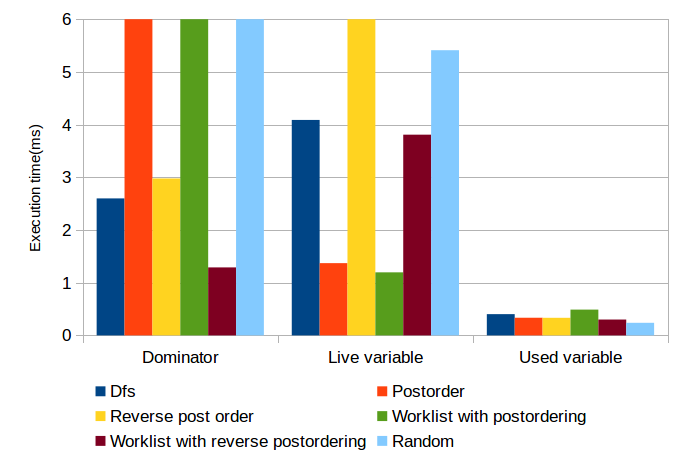 6
5
4
3
2
1
0
Execution time(ms)
Dominator Live variable Used variable
Dfs Postorder
Reverse post order Worklist with postordering
Worklist with reverse postordering Random